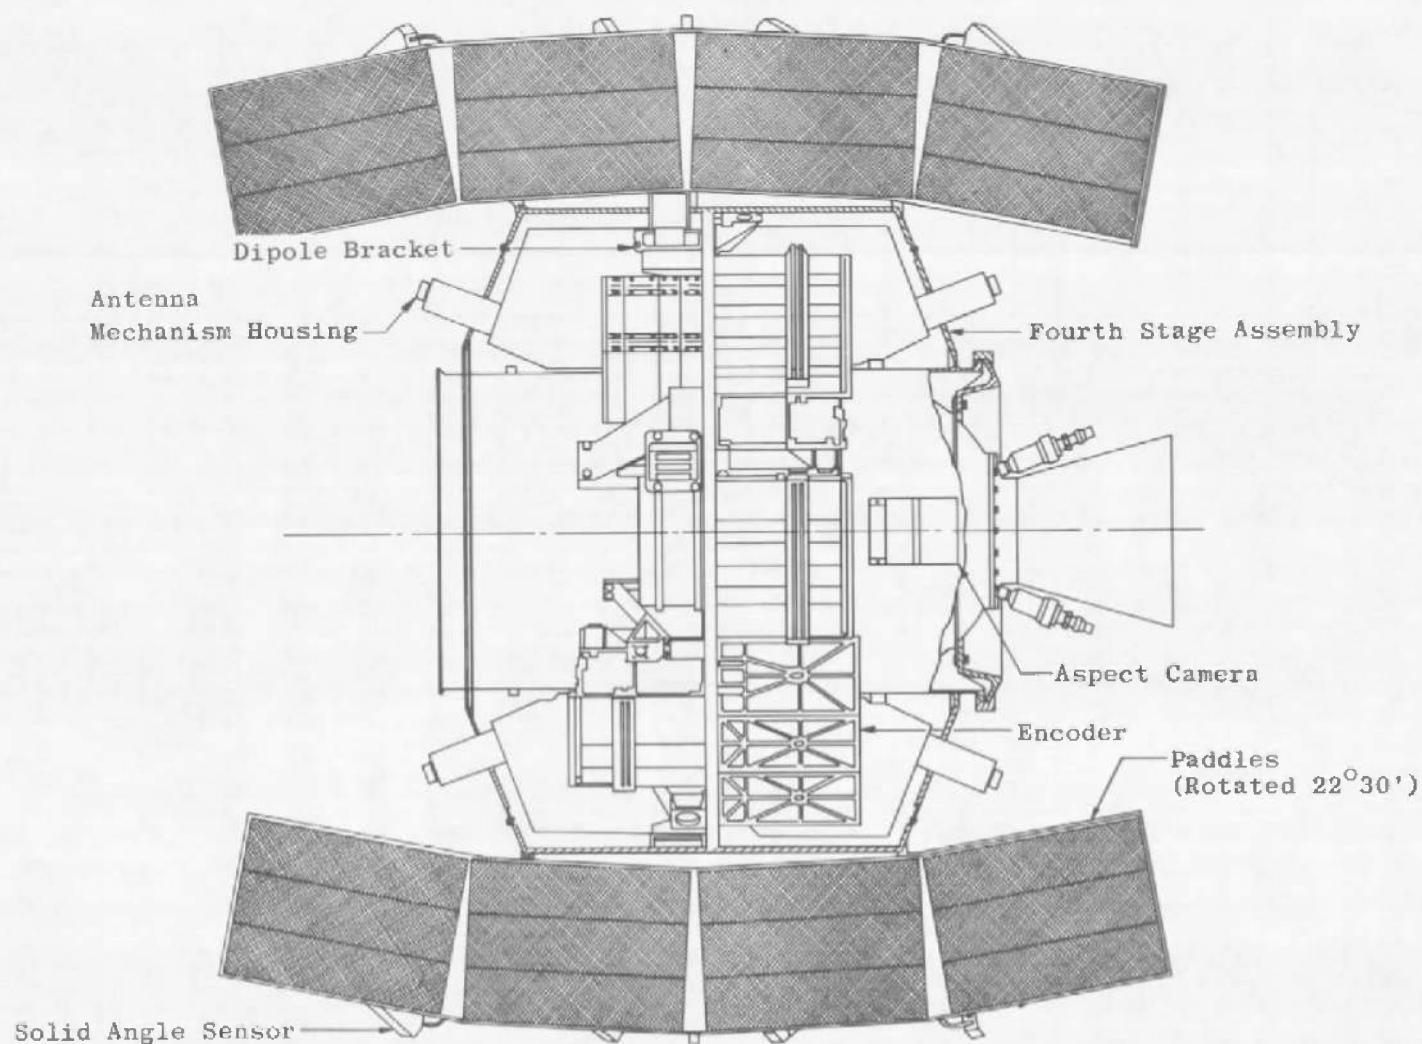 Dipole Bracket
Antenna
Mechanism Housing
Fourth Stage Assembly
Aspect Camera
Encoder
Paddles
(Rotated 22°30')
Solid Angle Sensor